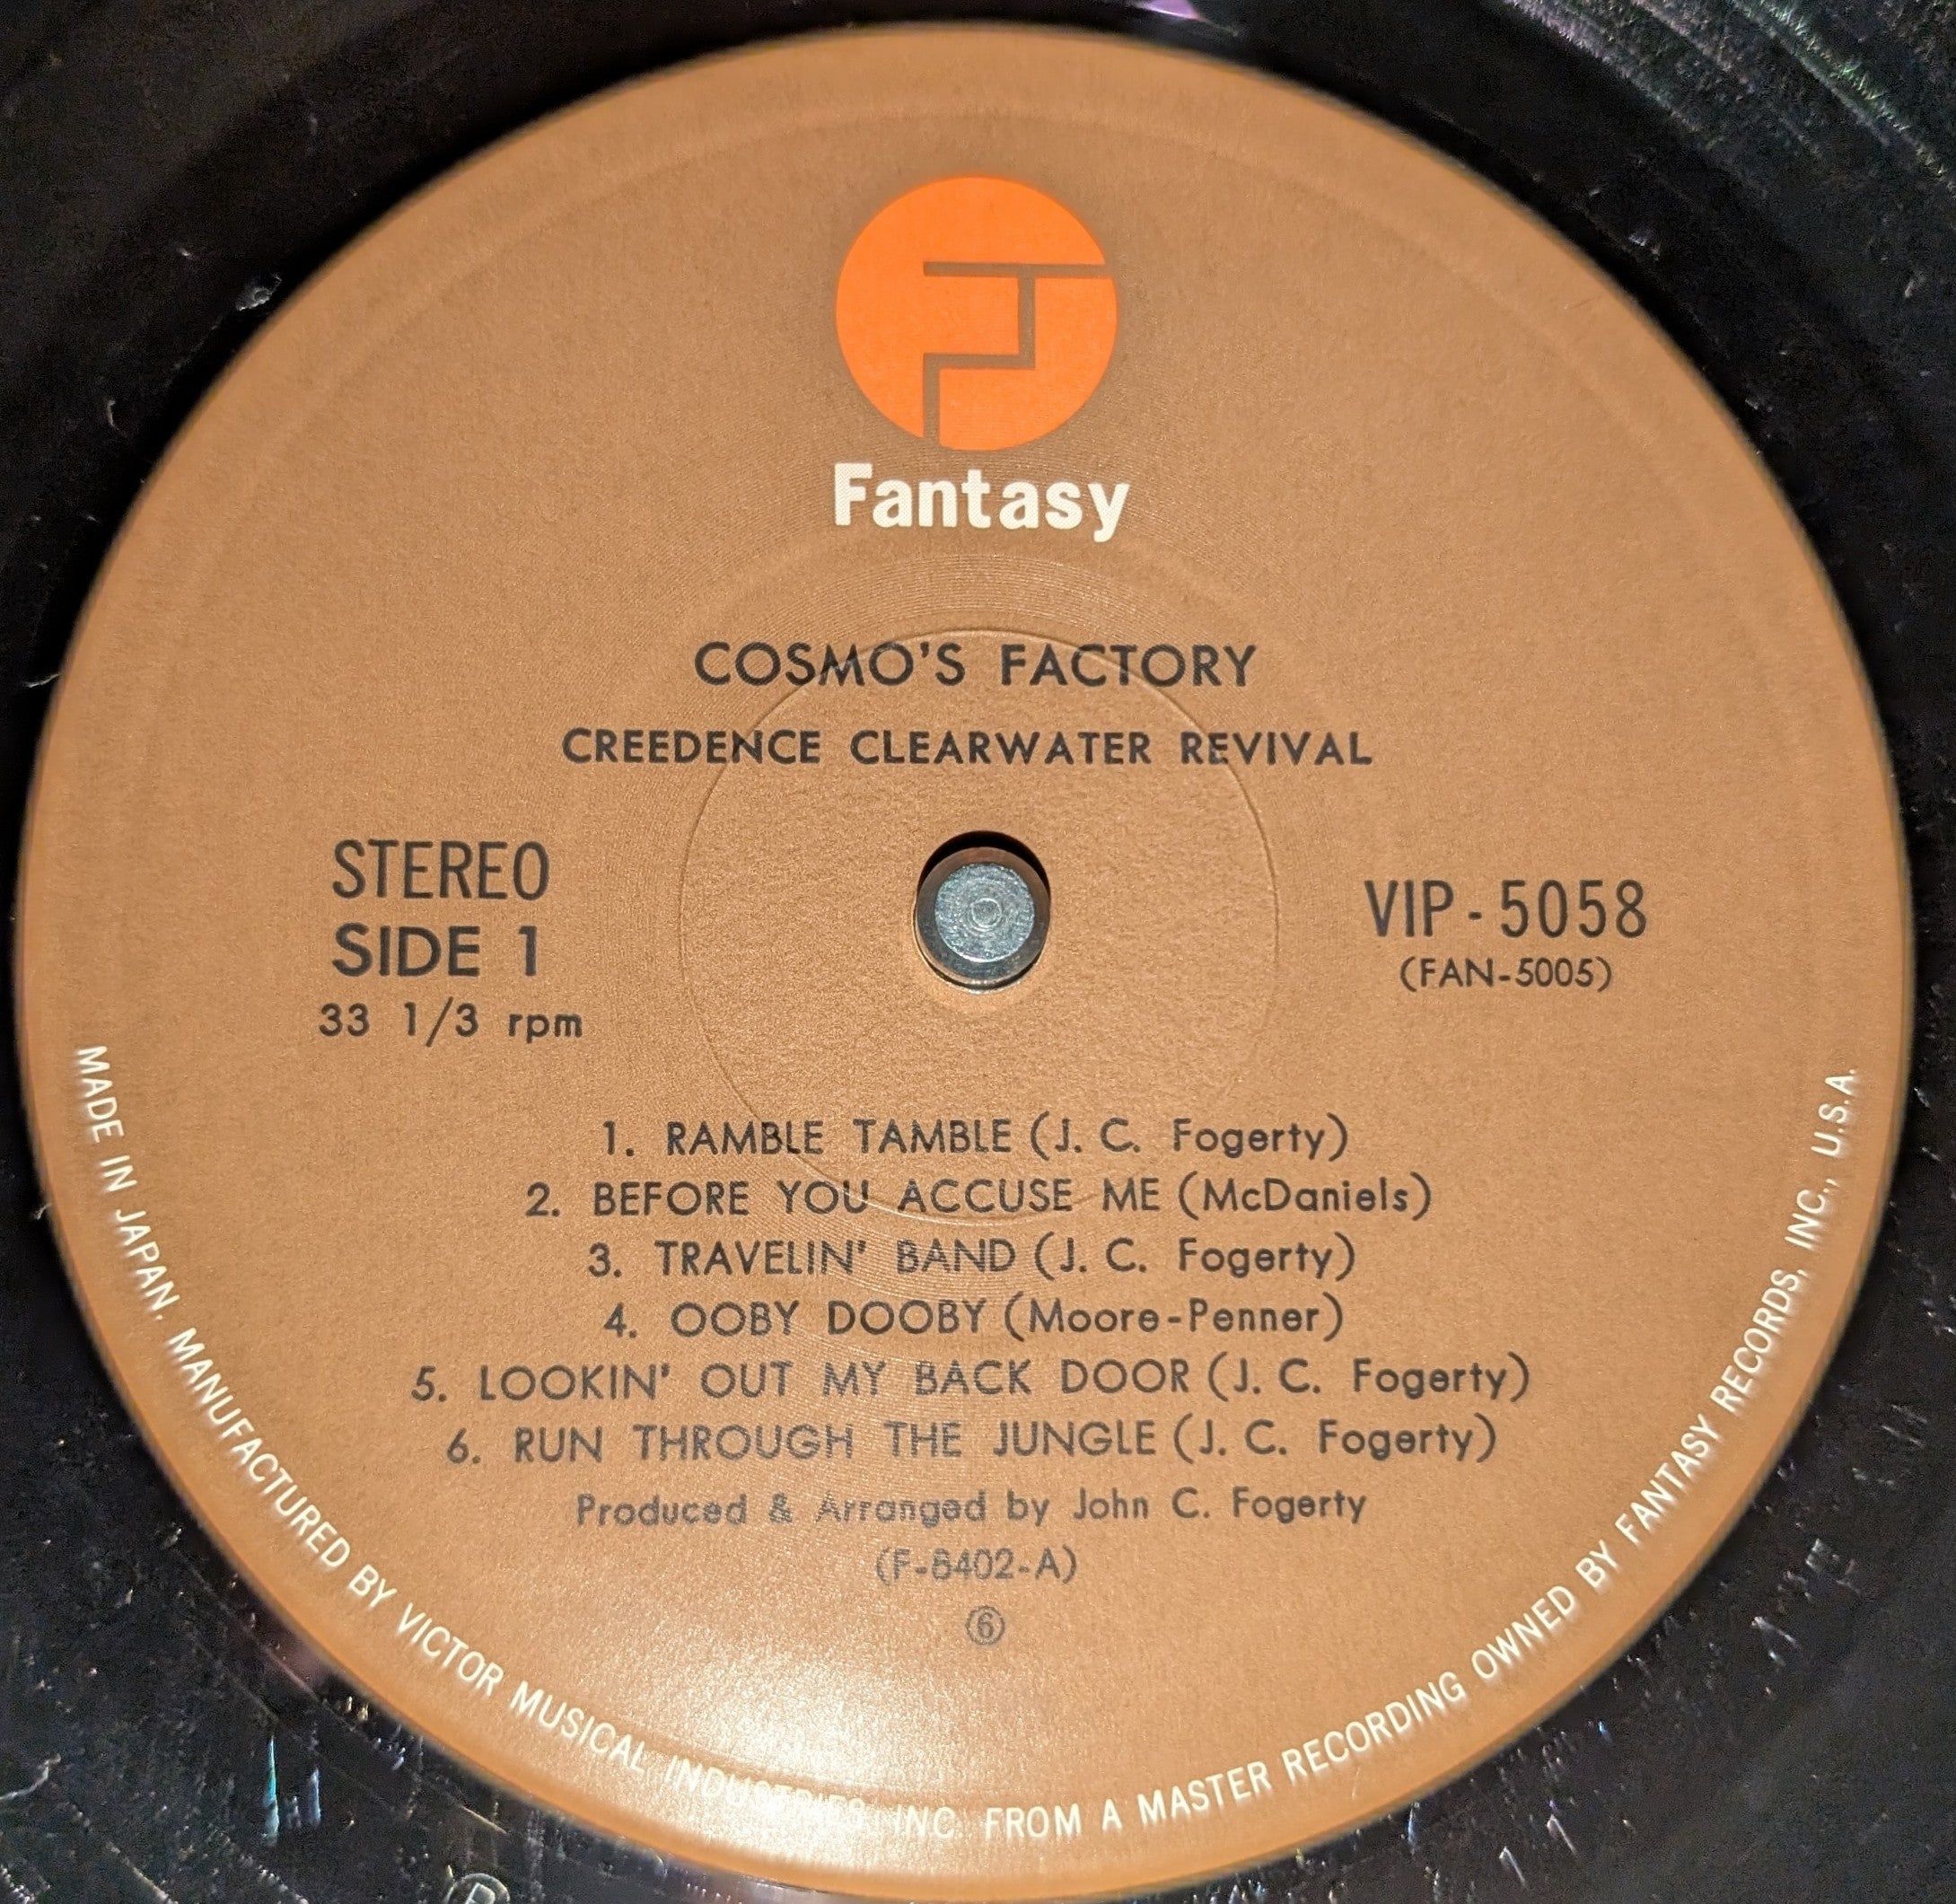 Fantasy
COSMO'S FACTORY
CREEDENCE CLEARWATER REVIVAL
STEREO
SIDE 1
33 1/3 rpm
VIP-5058
(FAN-5005)
1. RAMBLE TAMBLE (J. C. Fogerty)
2. BEFORE YOU ACCUSE ME (McDaniels)
3. TRAVELIN' BAND (J. C. Fogerty)
4. OOBY DOOBY (Moore-Penner)
5. LOOKIN' OUT MY BACK DOOR (J. C. Fogerty)
6. RUN THROUGH THE JUNGLE (J. C. Fogerty)
Produced & Arranged by John C. Fogerty
(F-8402-A)
⑥
MADE IN JAPAN. MANUFACTURED BY VICTOR MUSICAL INDUSTRIES, INC. FROM A MASTER RECORDING OWNED BY FANTASY RECORDS, INC., U.S.A.